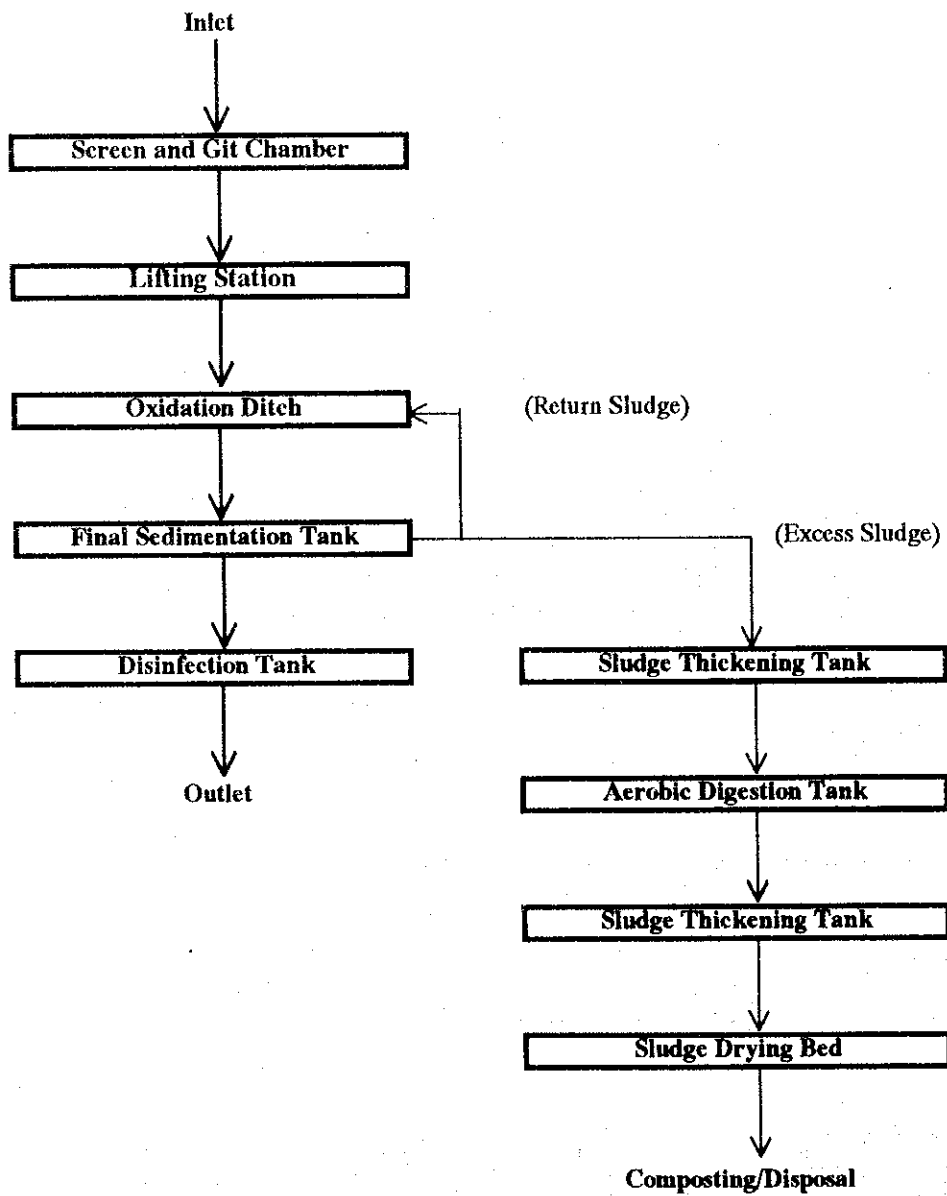 Inlet
Screen and Git Chamber
Lifting Station
Oxidation Ditch
(Return Sludge)
Final Sedimentation Tank
(Excess Sludge)
Disinfection Tank
Sludge Thickening Tank
Outlet
Aerobic Digestion Tank
Sludge Thickening Tank
Sludge Drying Bed
Composting/Disposal